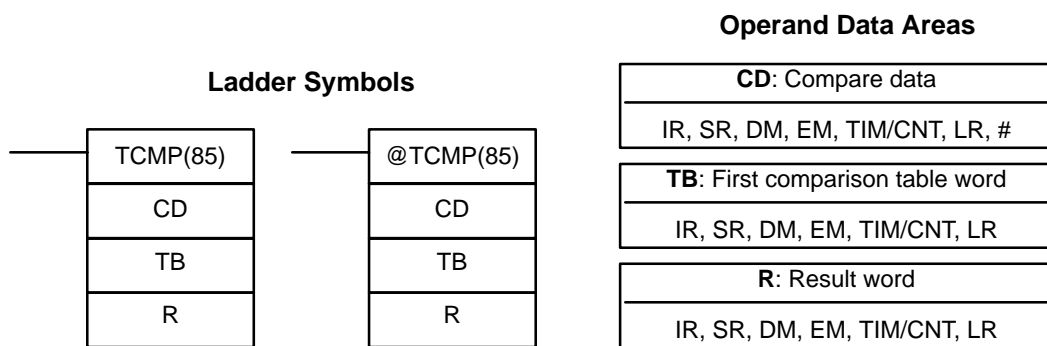 Ladder Symbols
TCMP(85)
CD
TB
R
@TCMP(85)
CD
TB
R
Operand Data Areas
CD: Compare data
IR, SR, DM, EM, TIM/CNT, LR, #
TB: First comparison table word
IR, SR, DM, EM, TIM/CNT, LR
R: Result word
IR, SR, DM, EM, TIM/CNT, LR